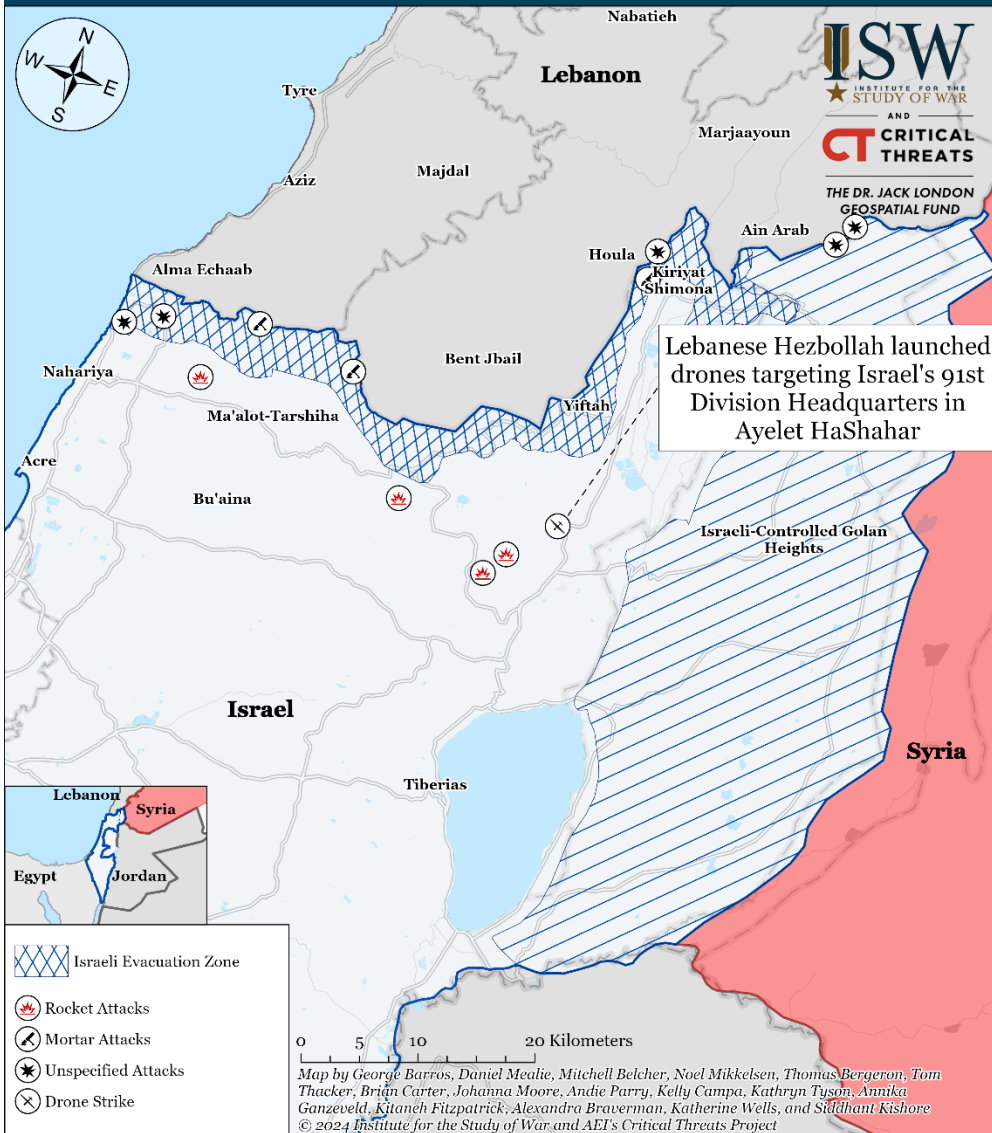 N
W
E
S
Nabatieh
Lebanon
ISW
INSTITUTE FOR THE
STUDY OF WAR
AND
CT CRITICAL
THREATS
THE DR. JACK LONDON
GEOSPATIAL FUND
Tyre
Marjaayoun
Majdal
Aziz
Ain Arab
Houla
Alma Echaab
Kiriyat
Shimona
Lebanese Hezbollah launched
drones targeting Israel's 91st
Division Headquarters in
Ayelet HaShahar
Bent Jbail
Nahariya
Yiftah
Ma'alot-Tarshiha
Acre
Bu'aina
Israeli-Controlled Golan
Heights
Israel
Syria
Tiberias
Lebanon
Syria
Egypt
Jordan
Israeli Evacuation Zone
Rocket Attacks
Mortar Attacks
Unspecified Attacks
Drone Strike
0 5 10 20 Kilometers
Map by George Barros, Daniel Mealie, Mitchell Belcher, Noel Mikkelsen, Thomas Bergeron, Tom
Thacker, Brian Carter, Johanna Moore, Andie Parry, Kelly Campa, Kathryn Tyson, Annika
Ganzeveld, Kitaneh Fitzpatrick, Alexandra Braverman, Katherine Wells, and Siddhant Kishore
© 2024 Institute for the Study of War and AEI's Critical Threats Project